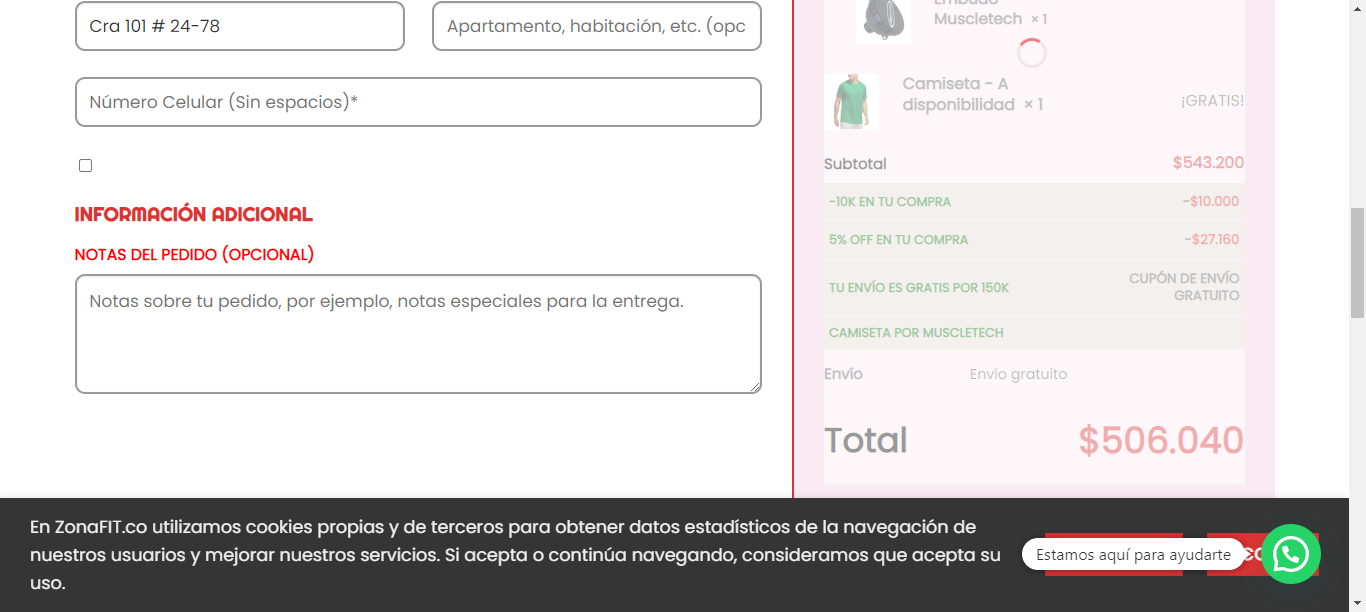 Cra 101 # 24-78
Apartamento, habitación, etc. (opc
Número Celular (Sin espacios)*
INFORMACIÓN ADICIONAL
NOTAS DEL PEDIDO (OPCIONAL)
Notas sobre tu pedido, por ejemplo, notas especiales para la entrega.
Embudo
Muscletech × 1
Camiseta - A
disponibilidad × 1
¡GRATIS!
Subtotal $543.200
-10K EN TU COMPRA -$10.000
5% OFF EN TU COMPRA -$27.160
TU ENVÍO ES GRATIS POR 150K
CUPÓN DE ENVÍO
GRATUITO
CAMISETA POR MUSCLETECH
Envío Envío gratuito
Total $506.040
En ZonaFIT.co utilizamos cookies propias y de terceros para obtener datos estadísticos de la navegación de
nuestros usuarios y mejorar nuestros servicios. Si acepta o continúa navegando, consideramos que acepta su
uso.
Estamos aquí para ayudarte